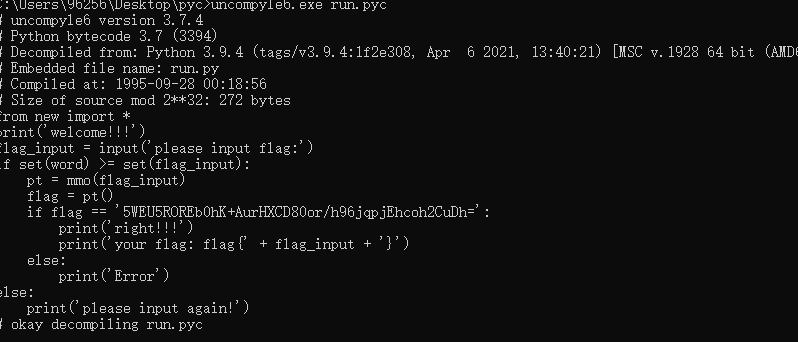 C:\Users\96256\Desktop\pyc>uncompyle6.exe run.pyc
# uncompyle6 version 3.7.4
# Python bytecode 3.7 (3394)
# Decompiled from: Python 3.9.4 (tags/v3.9.4:1f2e308, Apr  6 2021, 13:40:21) [MSC v.1928 64 bit (AMD6
# Embedded file name: run.py
# Compiled at: 1995-09-28 00:18:56
# Size of source mod 2**32: 272 bytes
from new import *
print('welcome!!!')
flag_input = input('please input flag:')
if set(word) >= set(flag_input):
    pt = mmo(flag_input)
    flag = pt()
    if flag == '5WEU5ROREb0hK+AurHXCD80or/h96jqpjEhcoh2CuDh=':
        print('right!!!')
        print('your flag: flag{' + flag_input + '}')
    else:
        print('Error')
else:
    print('please input again!')
# okay decompiling run.pyc